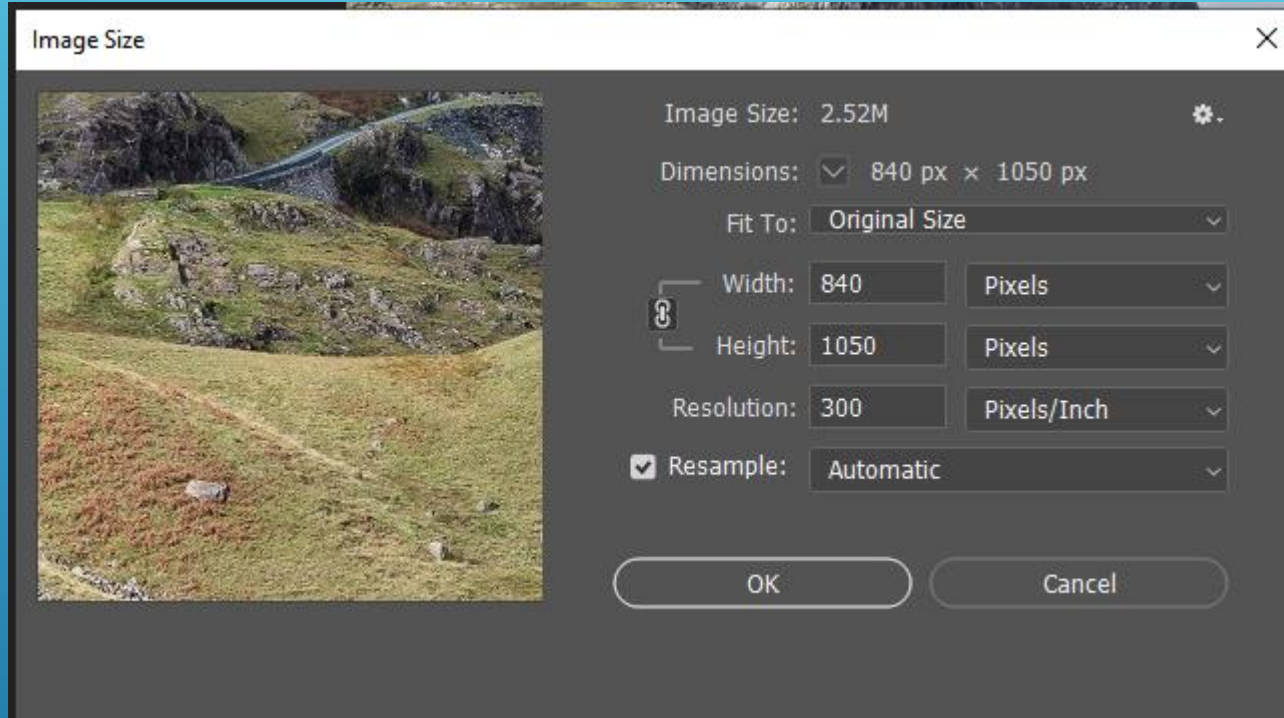 Image Size
Image Size: 2.52M
Dimensions: 840 px × 1050 px
Fit To: Original Size
Width: 840 Pixels
Height: 1050 Pixels
Resolution: 300 Pixels/Inch
Resample: Automatic
OK Cancel